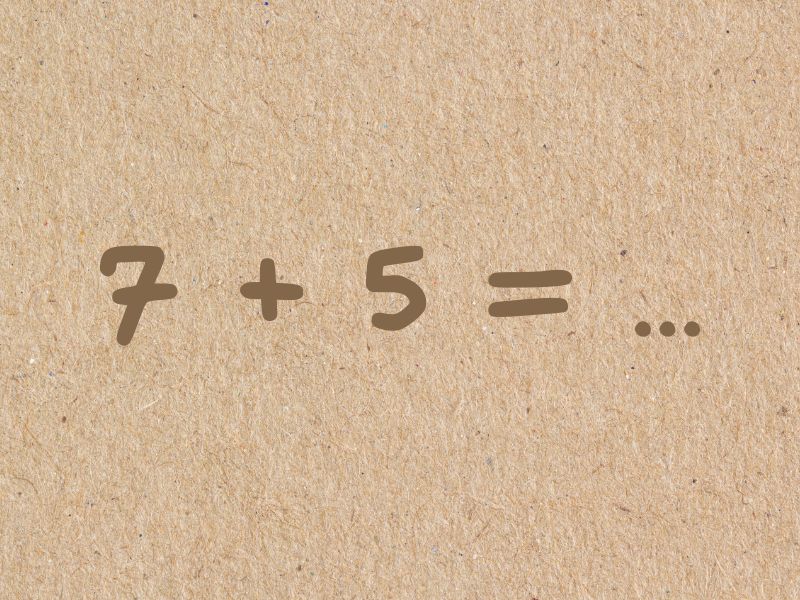 7 + 5 = ...